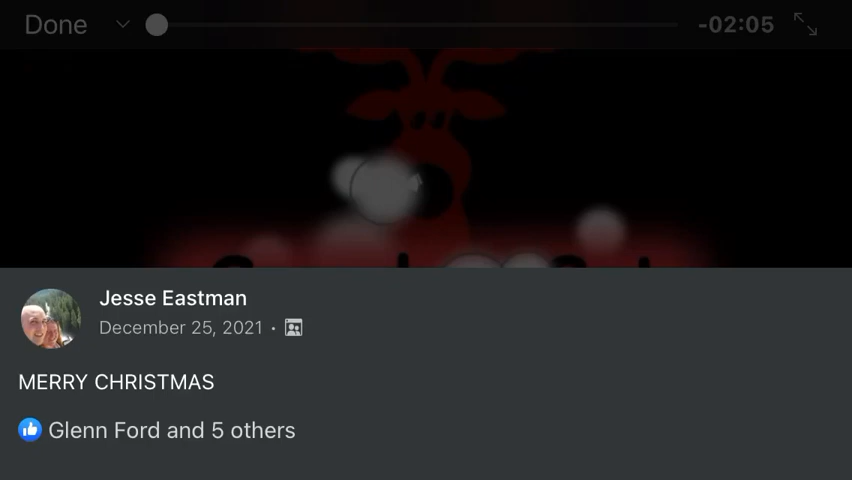 Done -02:05
Jesse Eastman
December 25, 2021 ·
MERRY CHRISTMAS
Glenn Ford and 5 others